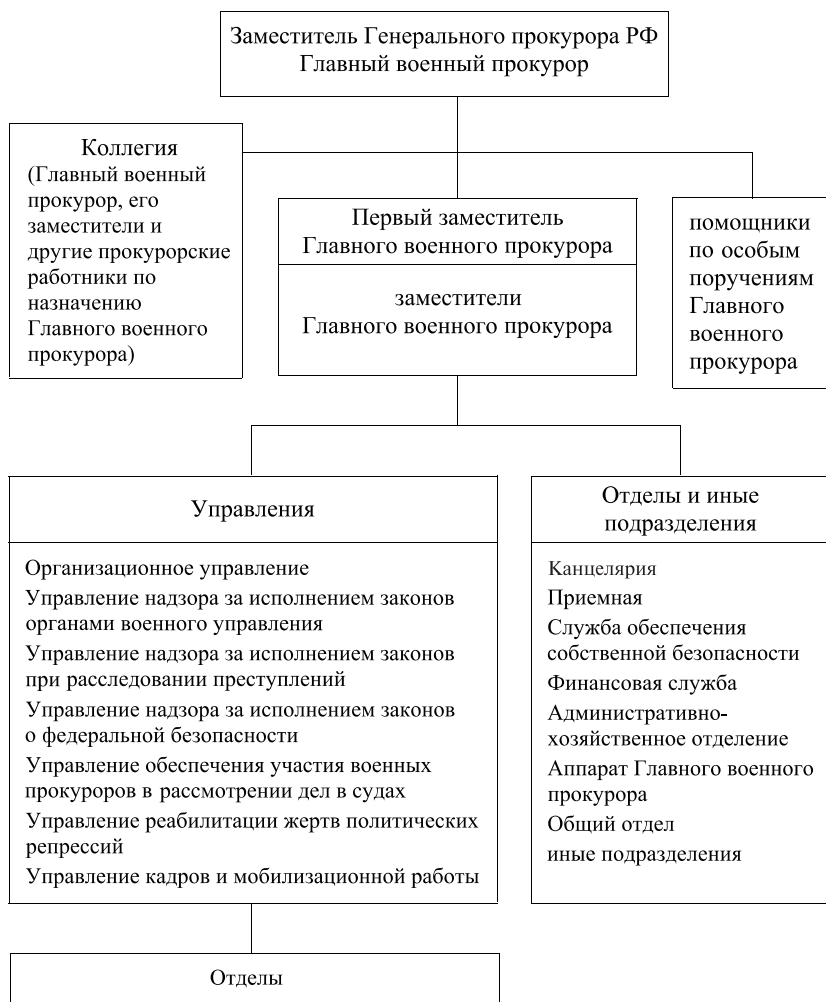 Заместитель Генерального прокурора РФ
Главный военный прокурор
Коллегия
(Главный военный
прокурор, его
заместители и
другие прокурорские
работники по
назначению
Главного военного
прокурора)
Первый заместитель
Главного военного прокурора
заместители
Главного военного прокурора
помощники
по особым
поручениям
Главного
военного
прокурора
Управления
Организационное управление
Управление надзора за исполнением законов
органами военного управления
Управление надзора за исполнением законов
при расследовании преступлений
Управление надзора за исполнением законов
о федеральной безопасности
Управление обеспечения участия военных
прокуроров в рассмотрении дел в судах
Управление реабилитации жертв политических
репрессий
Управление кадров и мобилизационной работы
Отделы и иные
подразделения
Канцелярия
Приемная
Служба обеспечения
собственной безопасности
Финансовая служба
Административно-
хозяйственное отделение
Аппарат Главного военного
прокурора
Общий отдел
иные подразделения
Отделы